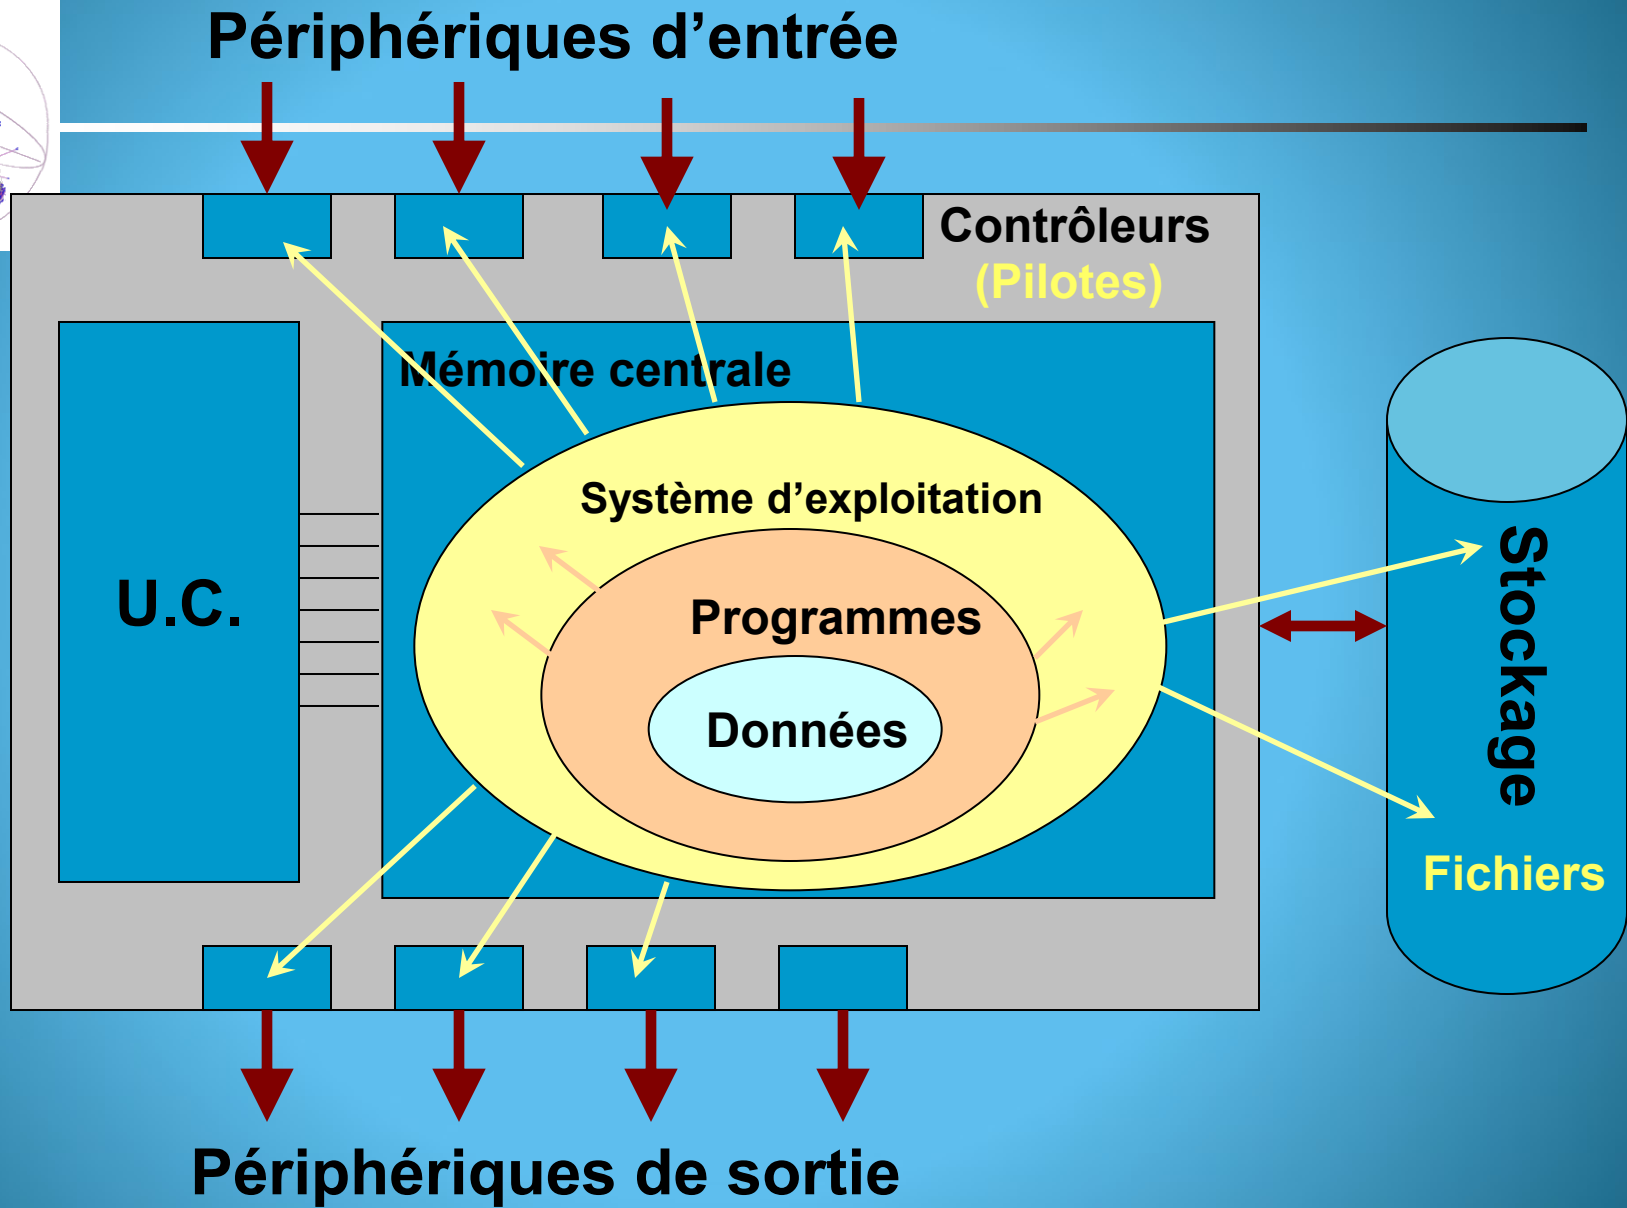 Périphériques d’entrée
Contrôleurs
(Pilotes)
Mémoire centrale
Système d’exploitation
U.C.
Programmes
Données
Stockage
Fichiers
Périphériques de sortie